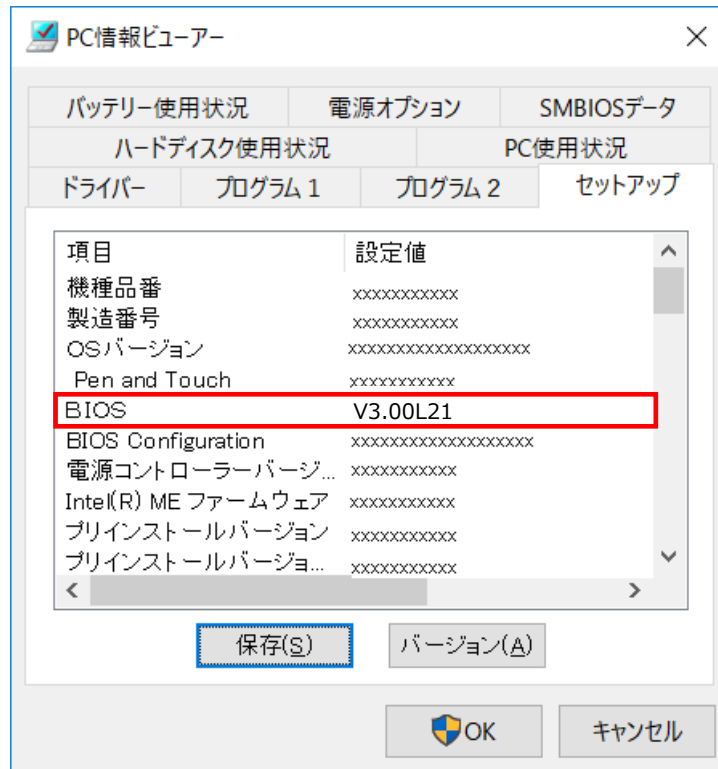 PC情報ビューアー
バッテリー使用状況 電源オプション SMBIOSデータ
ハードディスク使用状況 PC使用状況
ドライバー プログラム 1 プログラム 2 セットアップ
項目 設定値
機種品番 xxxxxxxxxxx
製造番号 xxxxxxxxxxx
OSバージョン xxxxxxxxxxxxxxxxxxx
Pen and Touch xxxxxxxxxxx
BIOS V3.00L21
BIOS Configuration xxxxxxxxxxxxxxxxxxx
電源コントローラーバージ... xxxxxxxxxxx
Intel(R) ME ファームウェア xxxxxxxxxxx
プリインストールバージョン xxxxxxxxxxx
プリインストールバージョ... xxxxxxxxxxx
保存(S) バージョン(A)
OK キャンセル